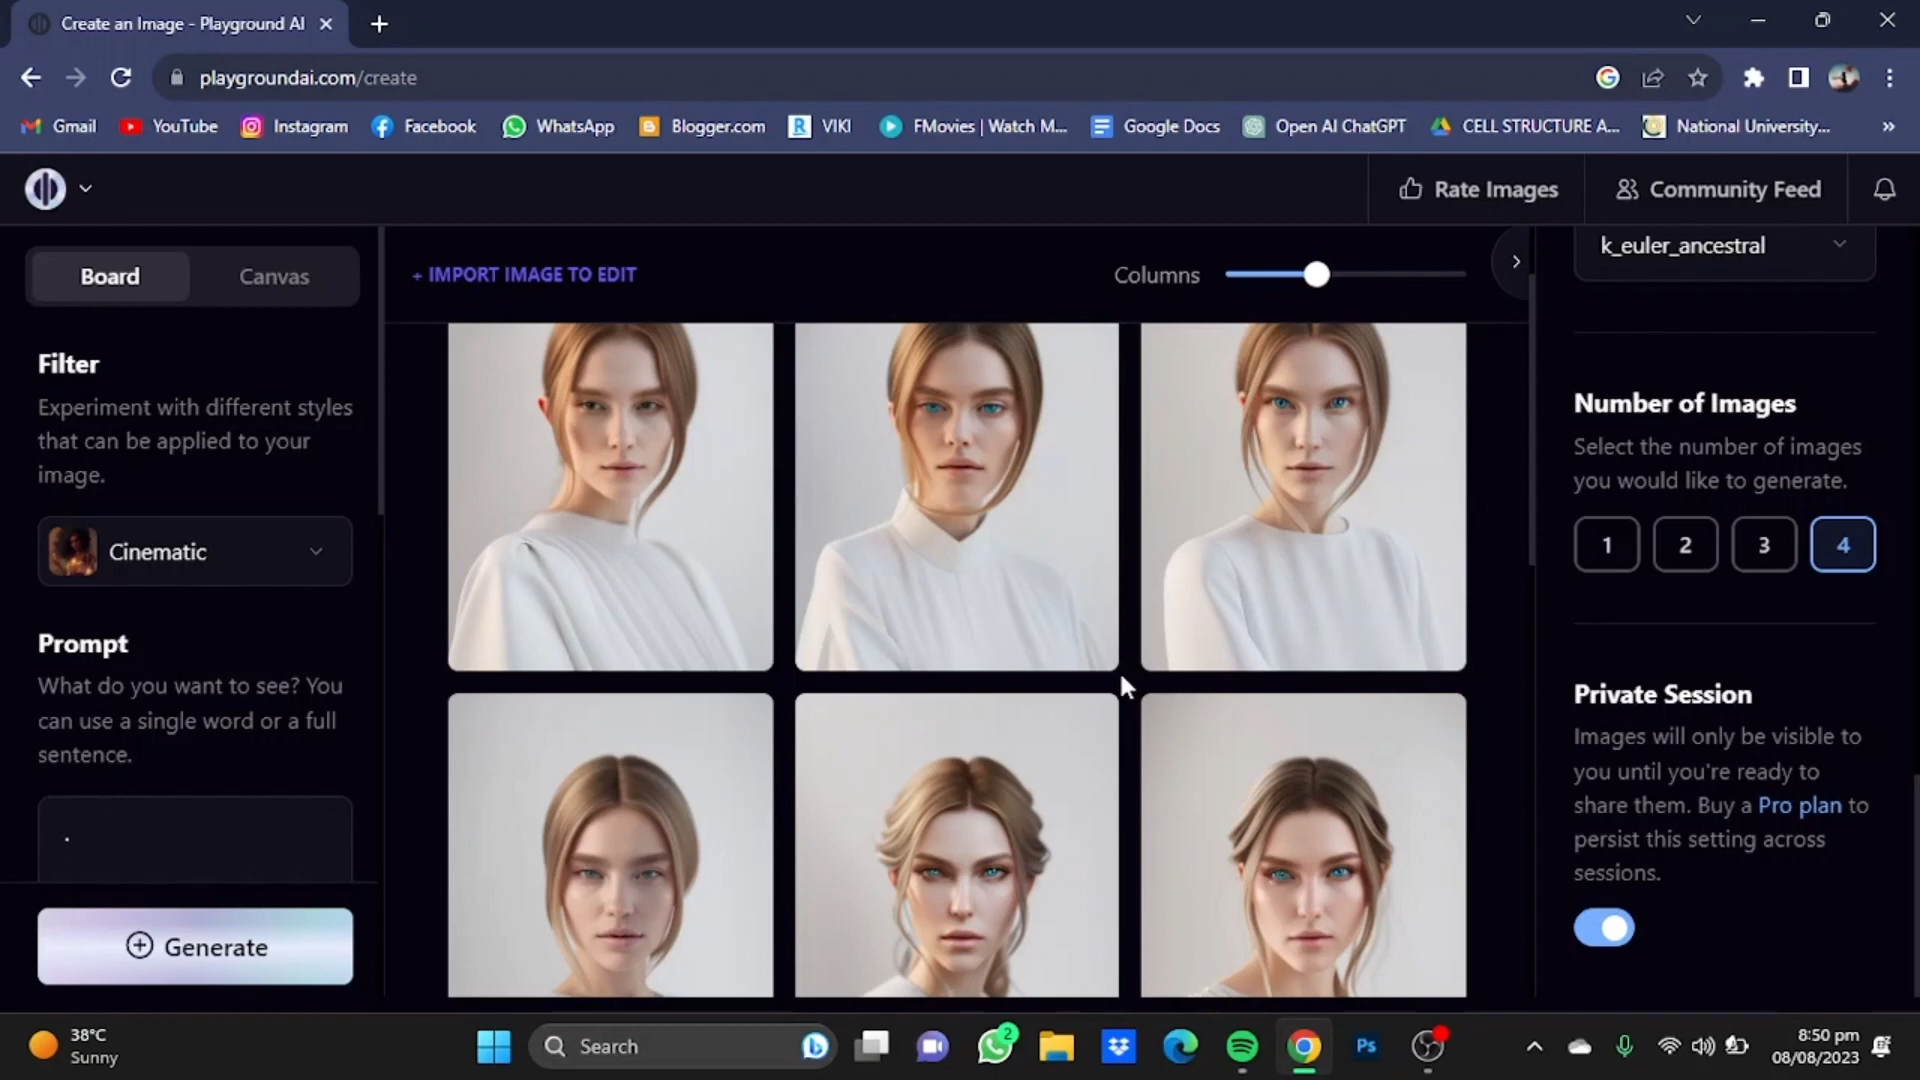 Create an Image - Playground AI
playgroundai.com/create
Gmail YouTube Instagram Facebook WhatsApp Blogger.com VIKI FMovies | Watch M... Google Docs Open AI ChatGPT CELL STRUCTURE A... National University...
Rate Images Community Feed
Board Canvas
+ IMPORT IMAGE TO EDIT
Columns
k_euler_ancestral
Filter
Experiment with different styles
that can be applied to your
image.
Cinematic
Prompt
What do you want to see? You
can use a single word or a full
sentence.
.
Generate
Number of Images
Select the number of images
you would like to generate.
1 2 3 4
Private Session
Images will only be visible to
you until you're ready to
share them. Buy a Pro plan to
persist this setting across
sessions.
38°C
Sunny
Search
2
Ps
8:50 pm
08/08/2023